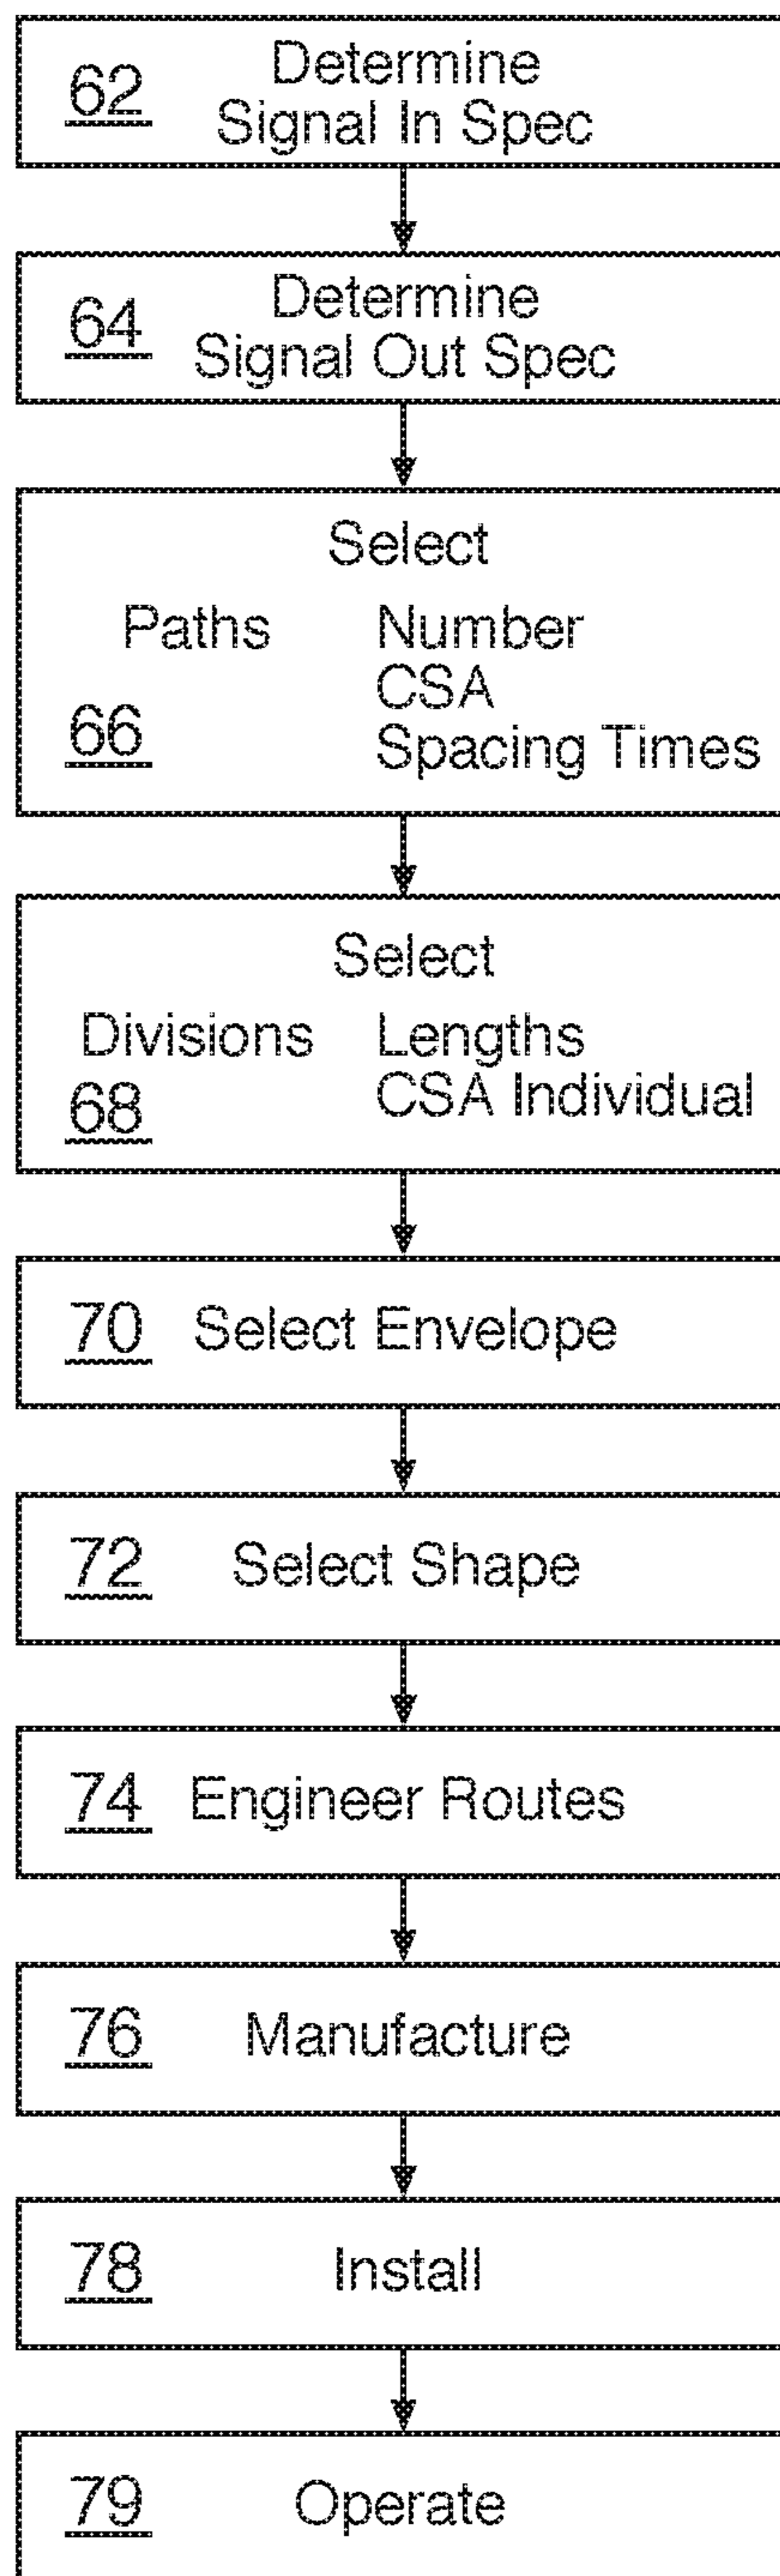 62 Determine
Signal In Spec
64 Determine
Signal Out Spec
Select
Paths Number
CSA
66 Spacing Times
Select
Divisions Lengths
68 CSA Individual
70 Select Envelope
72 Select Shape
74 Engineer Routes
76 Manufacture
78 Install
79 Operate